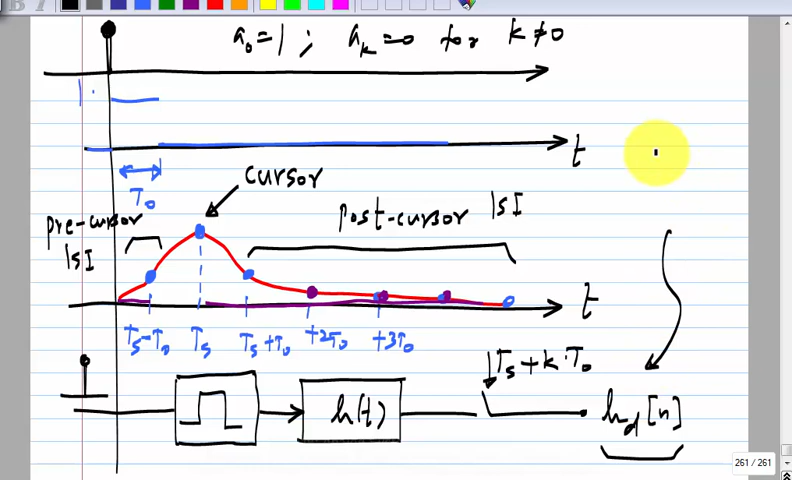 a₀=1 ; aₖ=0 for k≠0
1
t
T₀
cursor
pre-cursor
ISI
post-cursor ISI
t
Tₛ-T₀ Tₛ Tₛ+T₀ +2T₀ +3T₀
Tₛ+k·T₀
h(t)
h_d[n]
261 / 261